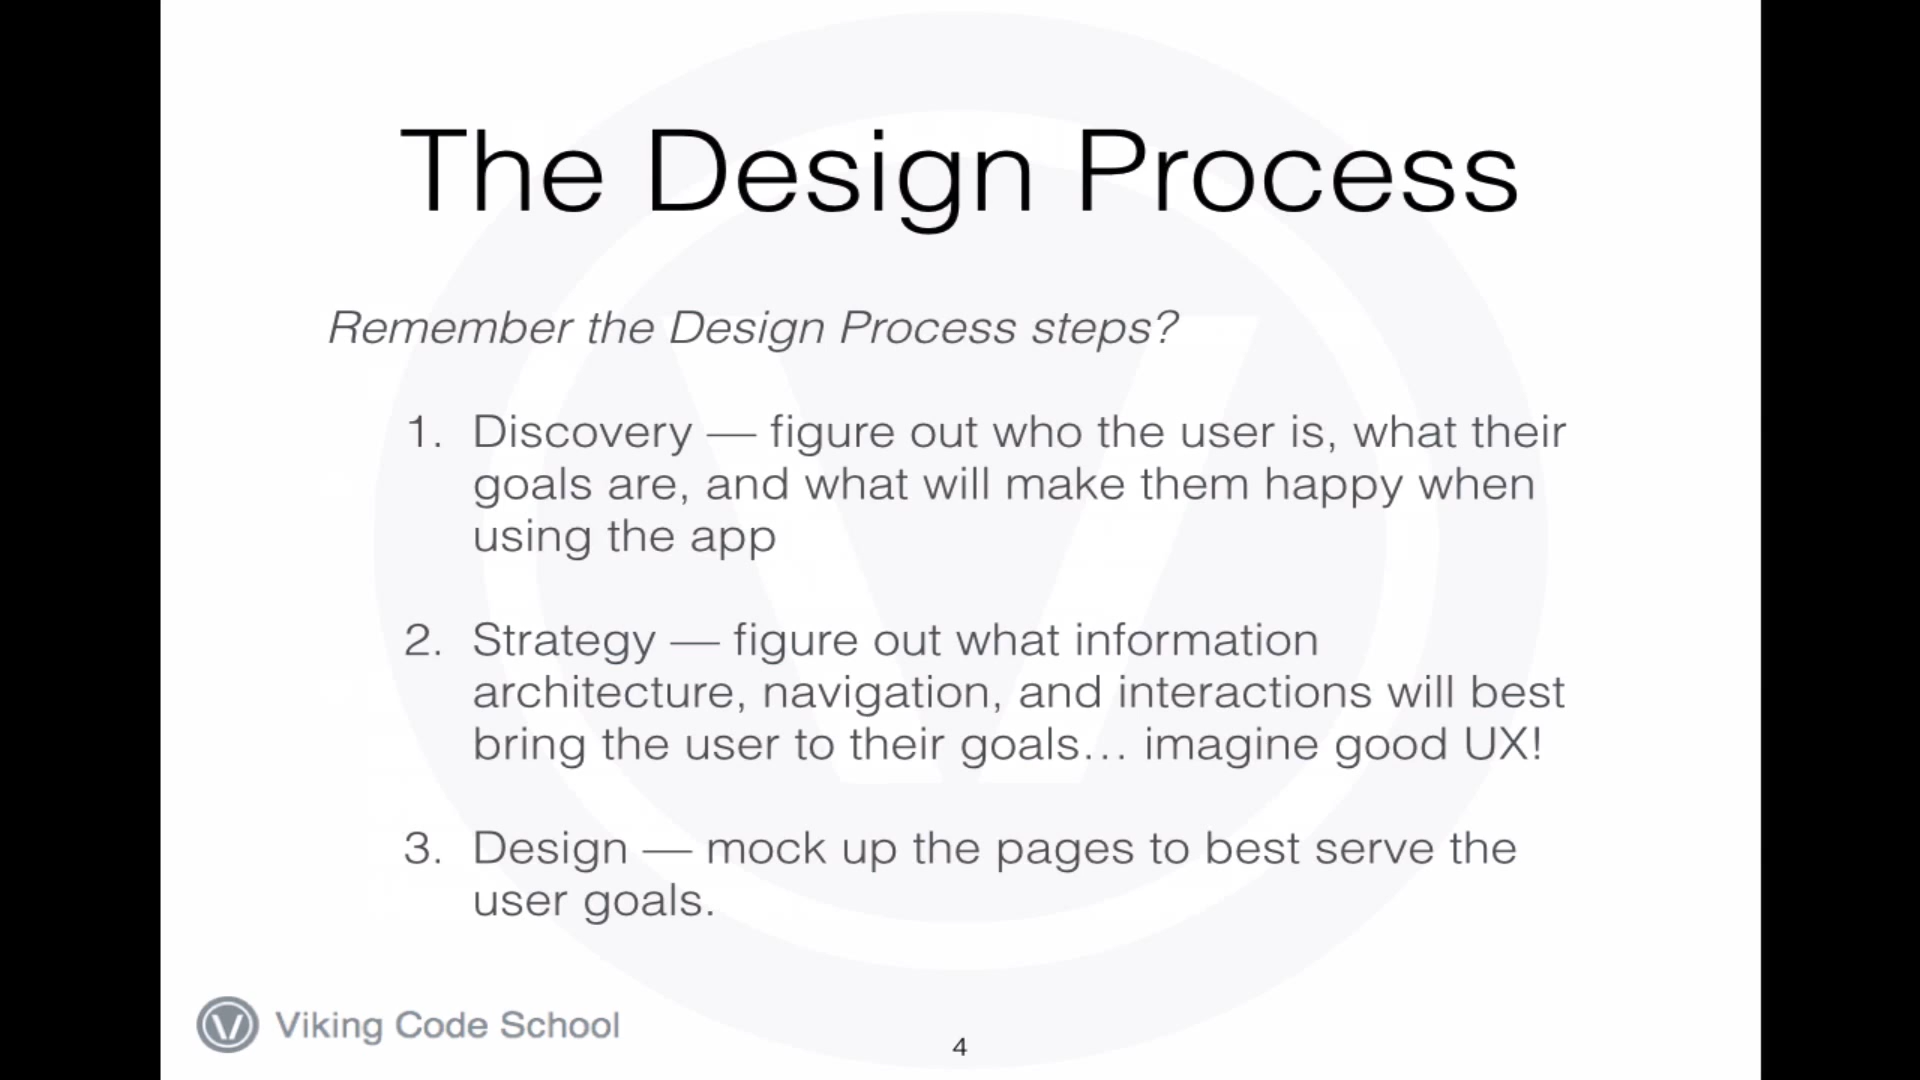 The Design Process
Remember the Design Process steps?
1. Discovery — figure out who the user is, what their
goals are, and what will make them happy when
using the app
2. Strategy — figure out what information
architecture, navigation, and interactions will best
bring the user to their goals… imagine good UX!
3. Design — mock up the pages to best serve the
user goals.
Viking Code School
4